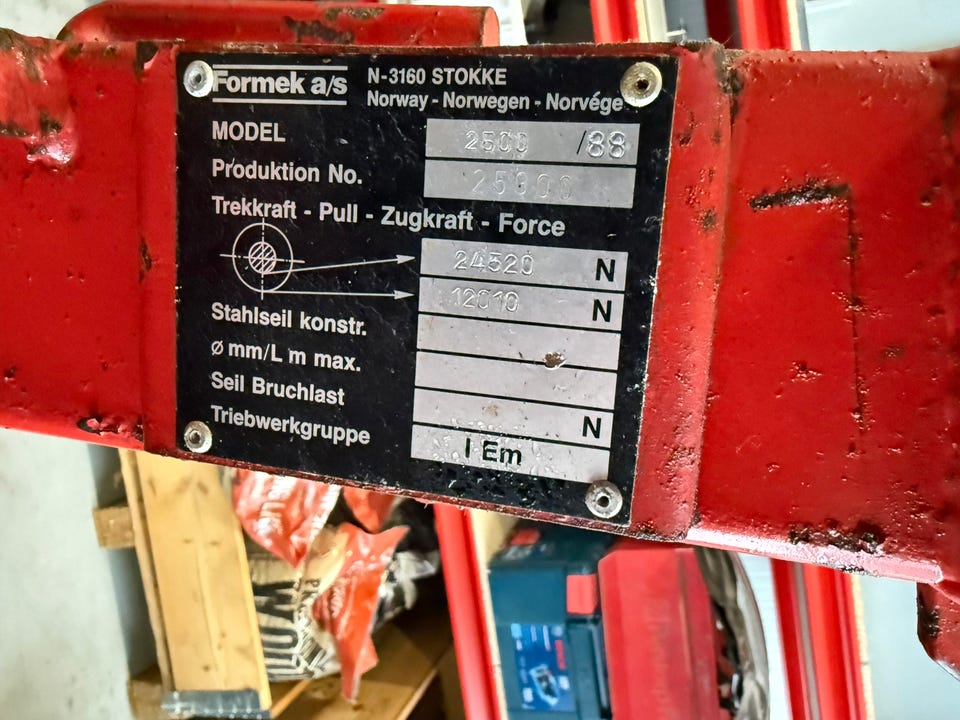 Formek a/s
N-3160 STOKKE
Norway - Norwegen - Norvége
MODEL 2500 /88
Produktion No. 25900
Trekkraft - Pull - Zugkraft - Force
24520 N
12010 N
Stahlseil konstr.
ø mm/L m max.
Seil Bruchlast N
Triebwerkgruppe I Em
BOSCH